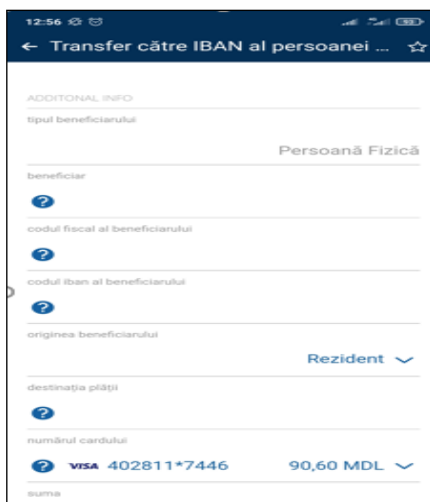 12:56
93
← Transfer către IBAN al persoanei ...
ADDITONAL INFO
tipul beneficiarului
Persoană Fizică
beneficiar
?
codul fiscal al beneficiarului
?
codul iban al beneficiarului
?
originea beneficiarului
Rezident
destinația plății
?
numărul cardului
? VISA 402811*7446 90,60 MDL
suma